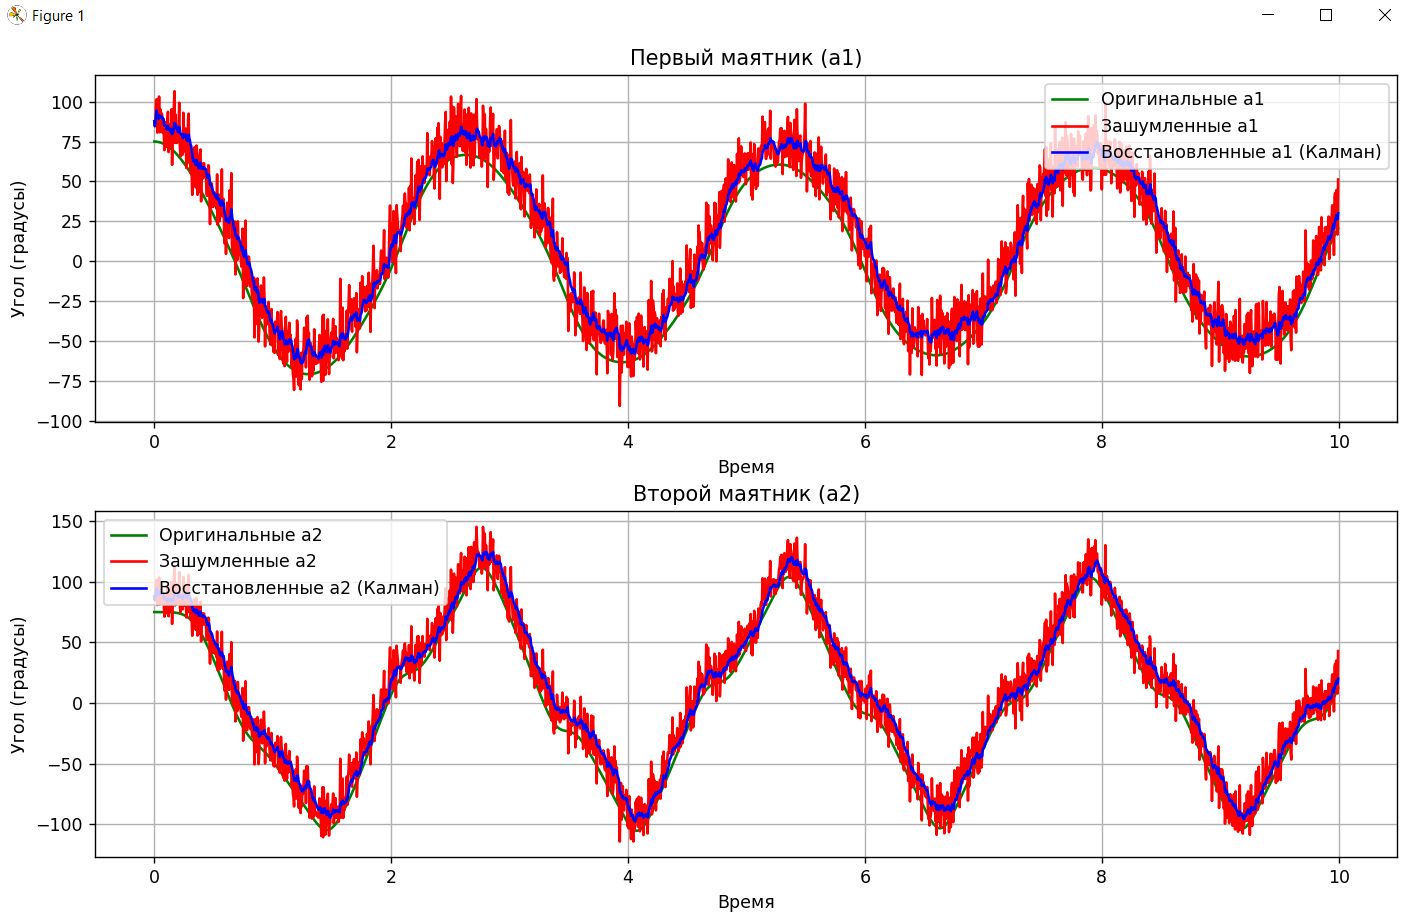 Figure 1
Первый маятник (a1)
Оригинальные a1
Зашумленные a1
Восстановленные a1 (Калман)
Угол (градусы)
100
75
50
25
0
−25
−50
−75
−100
0 2 4 6 8 10
Время
Второй маятник (a2)
Оригинальные a2
Зашумленные a2
Восстановленные a2 (Калман)
Угол (градусы)
150
100
50
0
−50
−100
0 2 4 6 8 10
Время